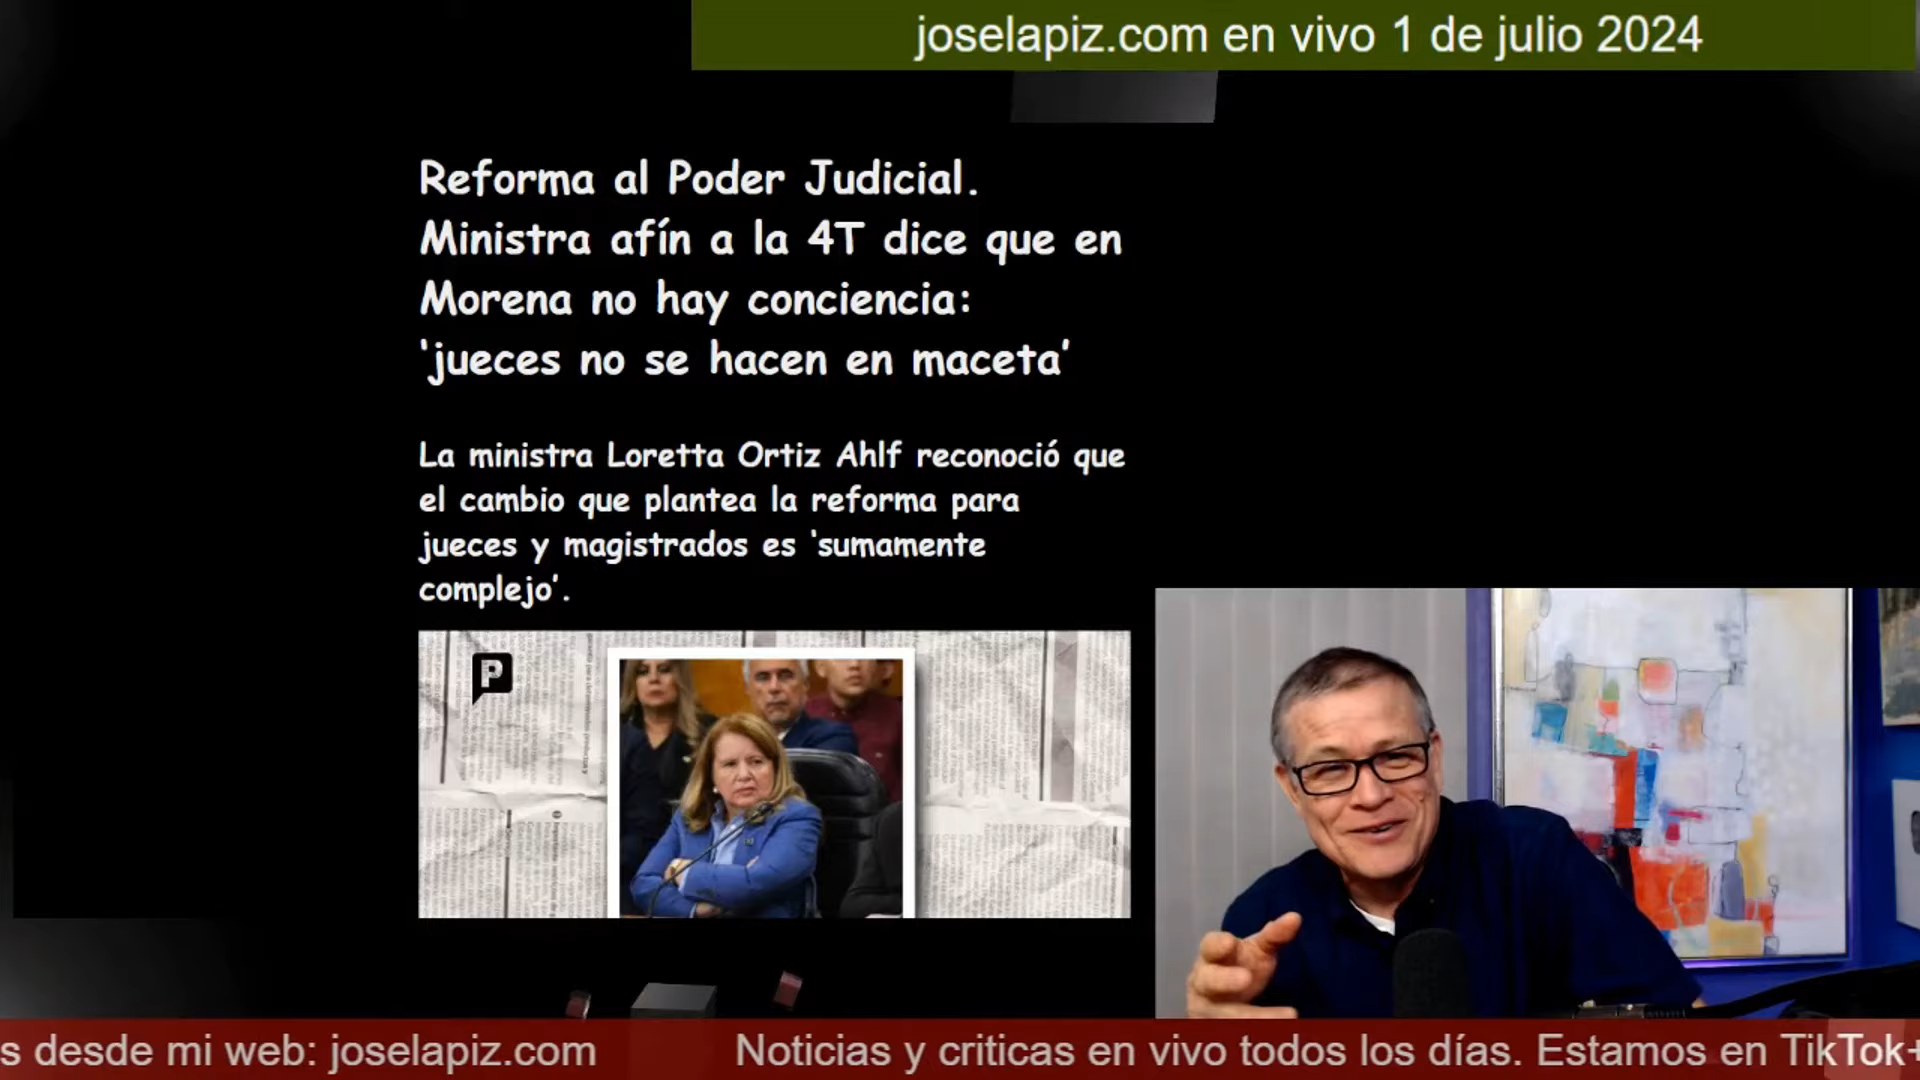 joselapiz.com en vivo 1 de julio 2024
Reforma al Poder Judicial.
Ministra afín a la 4T dice que en
Morena no hay conciencia:
‘jueces no se hacen en maceta’
La ministra Loretta Ortiz Ahlf reconoció que
el cambio que plantea la reforma para
jueces y magistrados es ‘sumamente
complejo’.
P
s desde mi web: joselapiz.com Noticias y criticas en vivo todos los días. Estamos en TikTok+